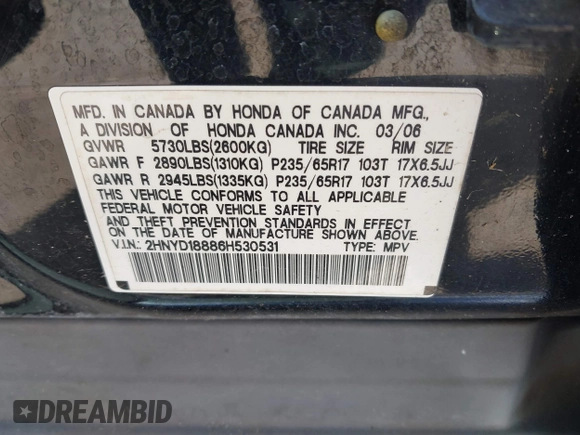 MFD. IN CANADA BY HONDA OF CANADA MFG.,
A DIVISION OF HONDA CANADA INC. 03/06
GVWR 5730LBS(2600KG) TIRE SIZE RIM SIZE
GAWR F 2890LBS(1310KG) P235/65R17 103T 17X6.5JJ
GAWR R 2945LBS(1335KG) P235/65R17 103T 17X6.5JJ
THIS VEHICLE CONFORMS TO ALL APPLICABLE
FEDERAL MOTOR VEHICLE SAFETY
AND THEFT PREVENTION STANDARDS IN EFFECT
ON THE DATE OF MANUFACTURE SHOWN ABOVE.
V.I.N.: 2HNYD18886H530531 TYPE: MPV
DREAMBID